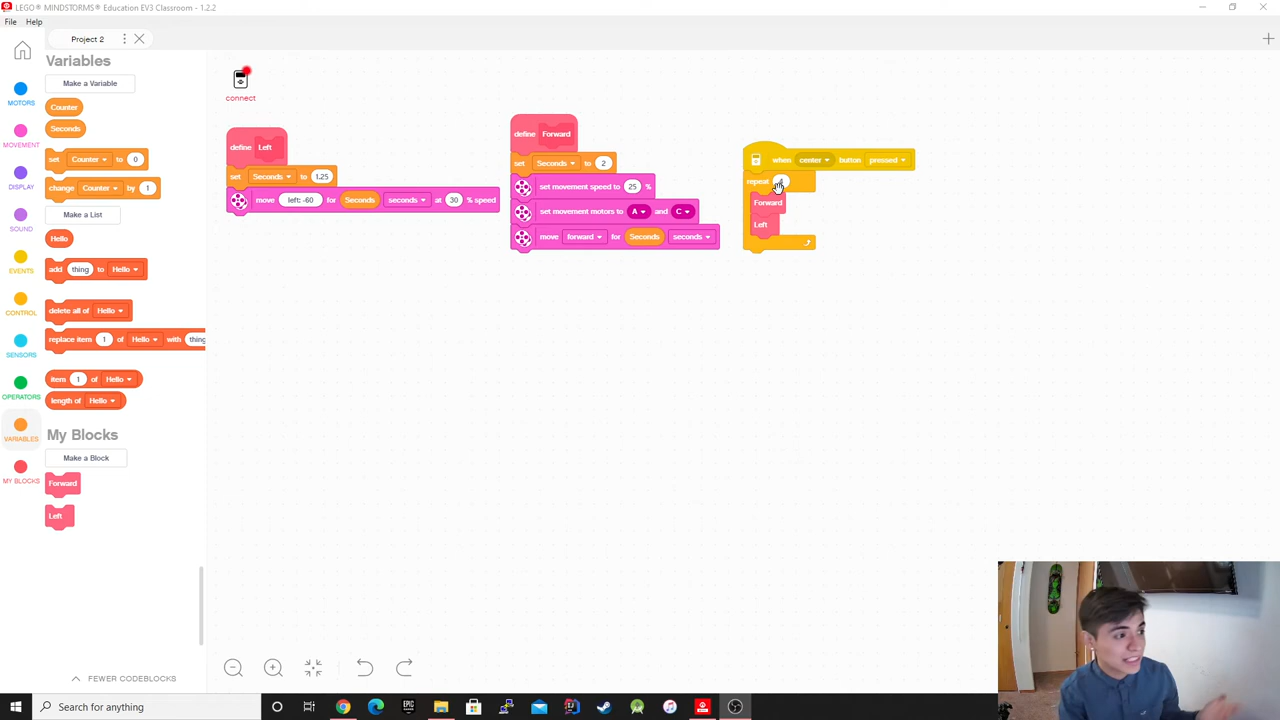 LEGO® MINDSTORMS® Education EV3 Classroom - 1.2.2
File Help
Project 2
Variables
Make a Variable
Counter
Seconds
set Counter to 0
change Counter by 1
Make a List
Hello
add thing to Hello
delete all of Hello
replace item 1 of Hello with thing
item 1 of Hello
length of Hello
My Blocks
Make a Block
Forward
Left
FEWER CODEBLOCKS
MOTORS
MOVEMENT
DISPLAY
SOUND
EVENTS
CONTROL
SENSORS
OPERATORS
VARIABLES
MY BLOCKS
connect
define Left
set Seconds to 1.25
move left: -60 for Seconds seconds at 30 % speed
define Forward
set Seconds to 2
set movement speed to 25 %
set movement motors to A and C
move forward for Seconds seconds
when center button pressed
repeat
Forward
Left
Search for anything
EPIC